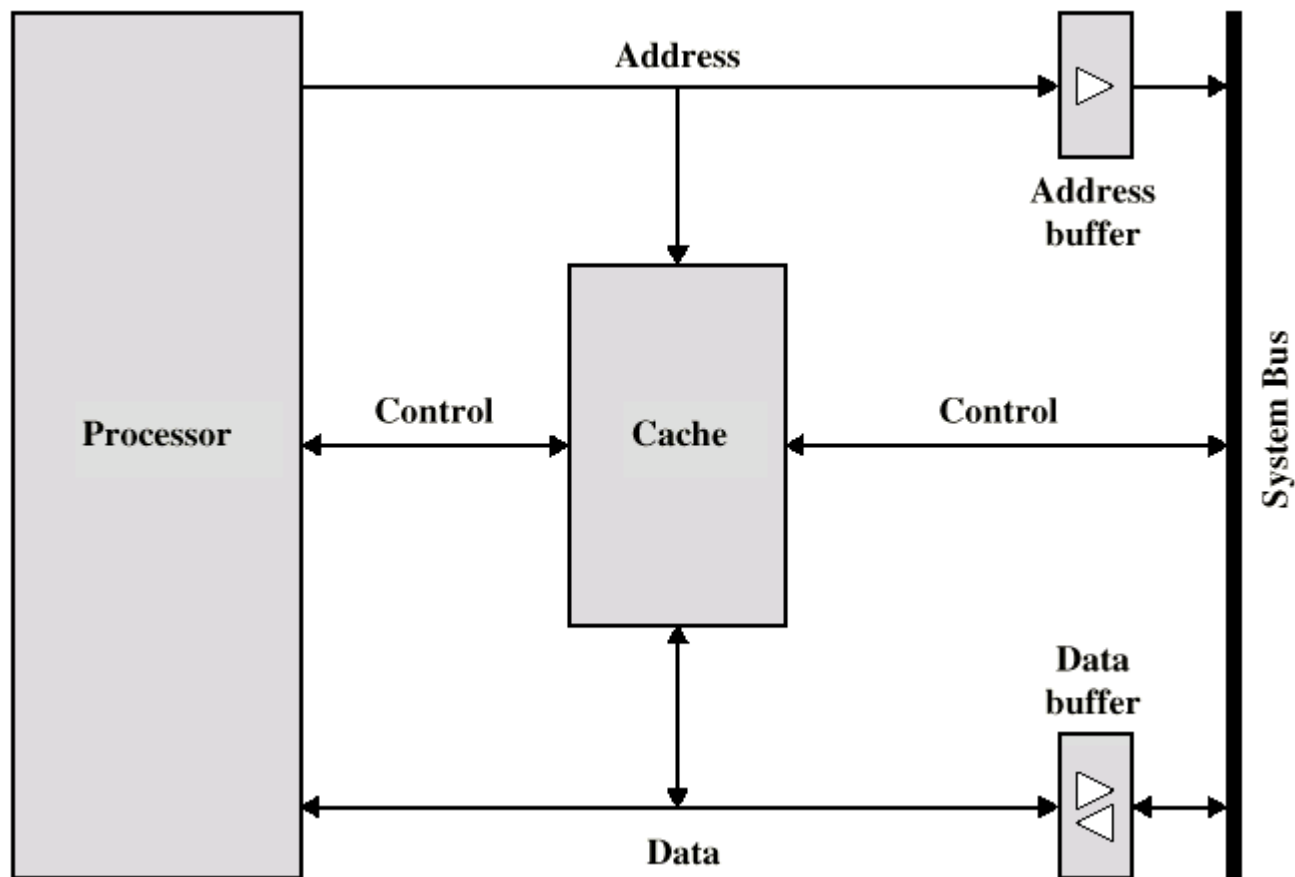 Address
Address
buffer
Processor
Control
Cache
Control
System Bus
Data
buffer
Data